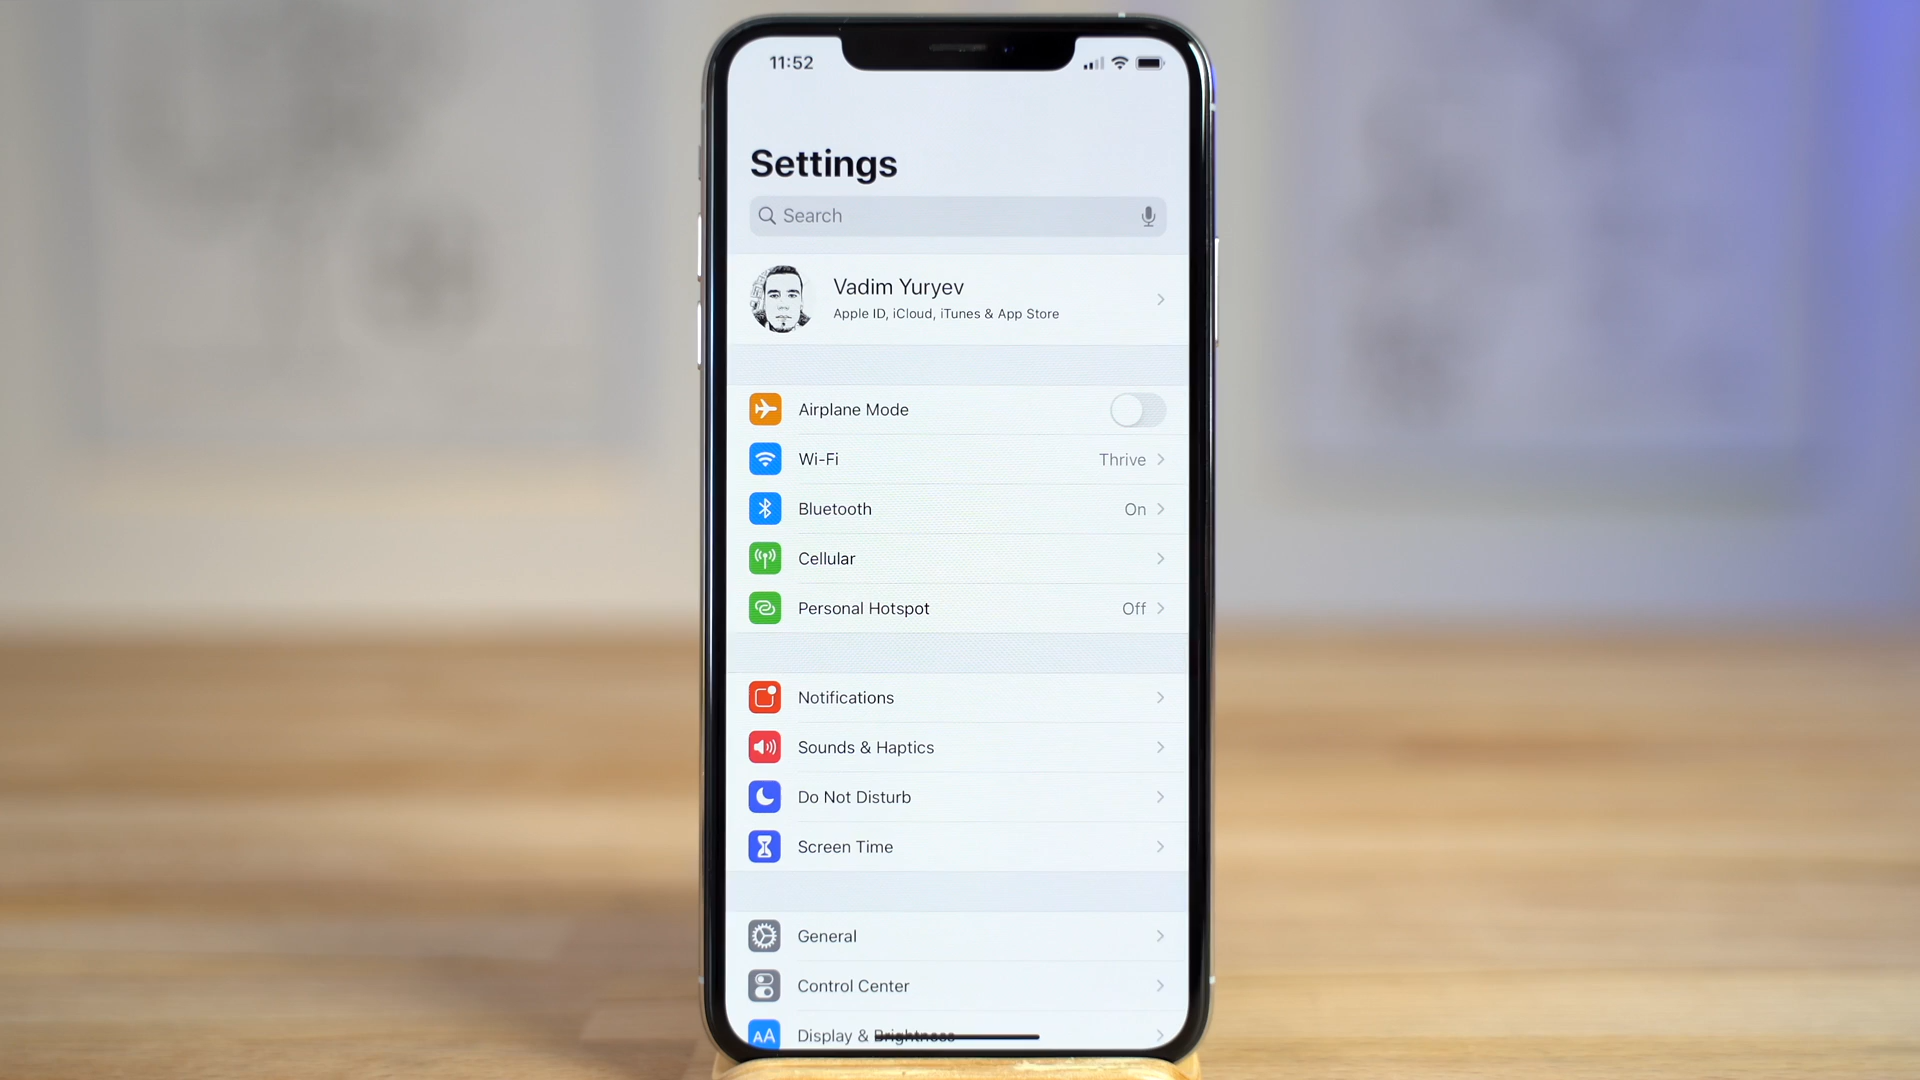 11:52
Settings
Search
Vadim Yuryev
Apple ID, iCloud, iTunes & App Store
Airplane Mode
Wi-Fi Thrive
Bluetooth On
Cellular
Personal Hotspot Off
Notifications
Sounds & Haptics
Do Not Disturb
Screen Time
General
Control Center
AA Display & Brightness